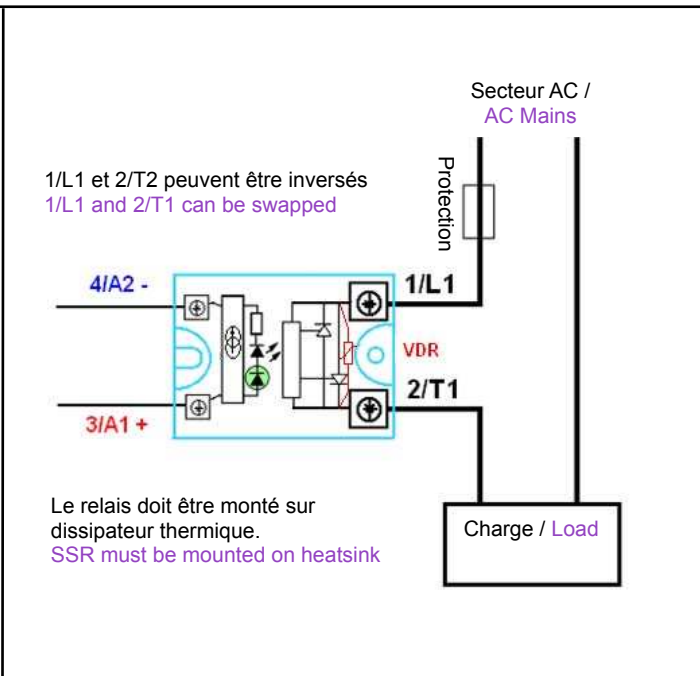 Secteur AC /
AC Mains
Protection
1/L1 et 2/T2 peuvent être inversés
1/L1 and 2/T1 can be swapped
4/A2 -
1/L1
VDR
2/T1
3/A1 +
Le relais doit être monté sur
dissipateur thermique.
SSR must be mounted on heatsink
Charge / Load